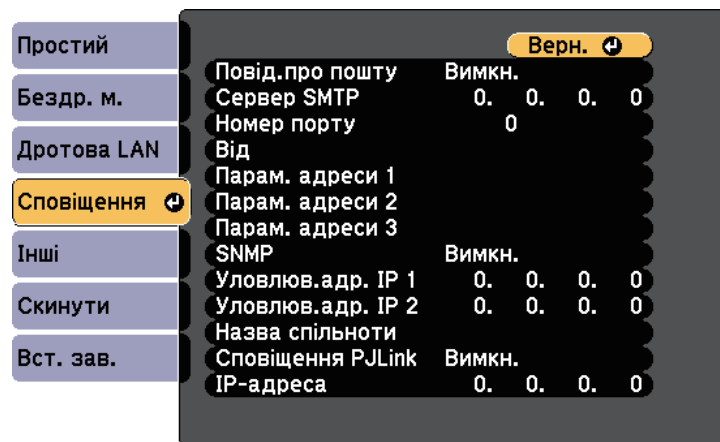 Простий
Бездр. м.
Дротова LAN
Сповіщення
Інші
Скинути
Вст. зав.
Верн.
Повід.про пошту Вимкн.
Сервер SMTP 0. 0. 0. 0
Номер порту 0
Від
Парам. адреси 1
Парам. адреси 2
Парам. адреси 3
SNMP Вимкн.
Уловлюв.адр. IP 1 0. 0. 0. 0
Уловлюв.адр. IP 2 0. 0. 0. 0
Назва спільноти
Сповіщення PJLink Вимкн.
IP-адреса 0. 0. 0. 0